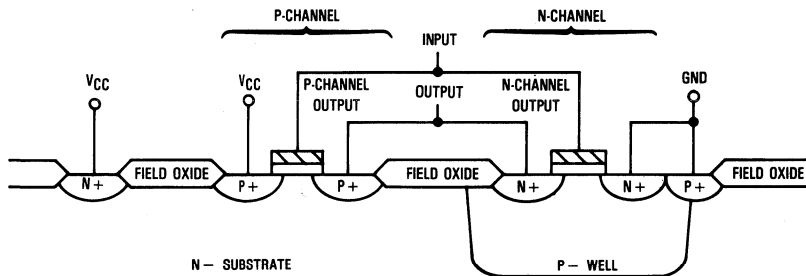 P-CHANNEL
N-CHANNEL
INPUT
VCC
VCC
P-CHANNEL
OUTPUT
OUTPUT
N-CHANNEL
OUTPUT
GND
N+
FIELD OXIDE
P+
P+
FIELD OXIDE
N+
N+
P+
FIELD OXIDE
N – SUBSTRATE
P – WELL